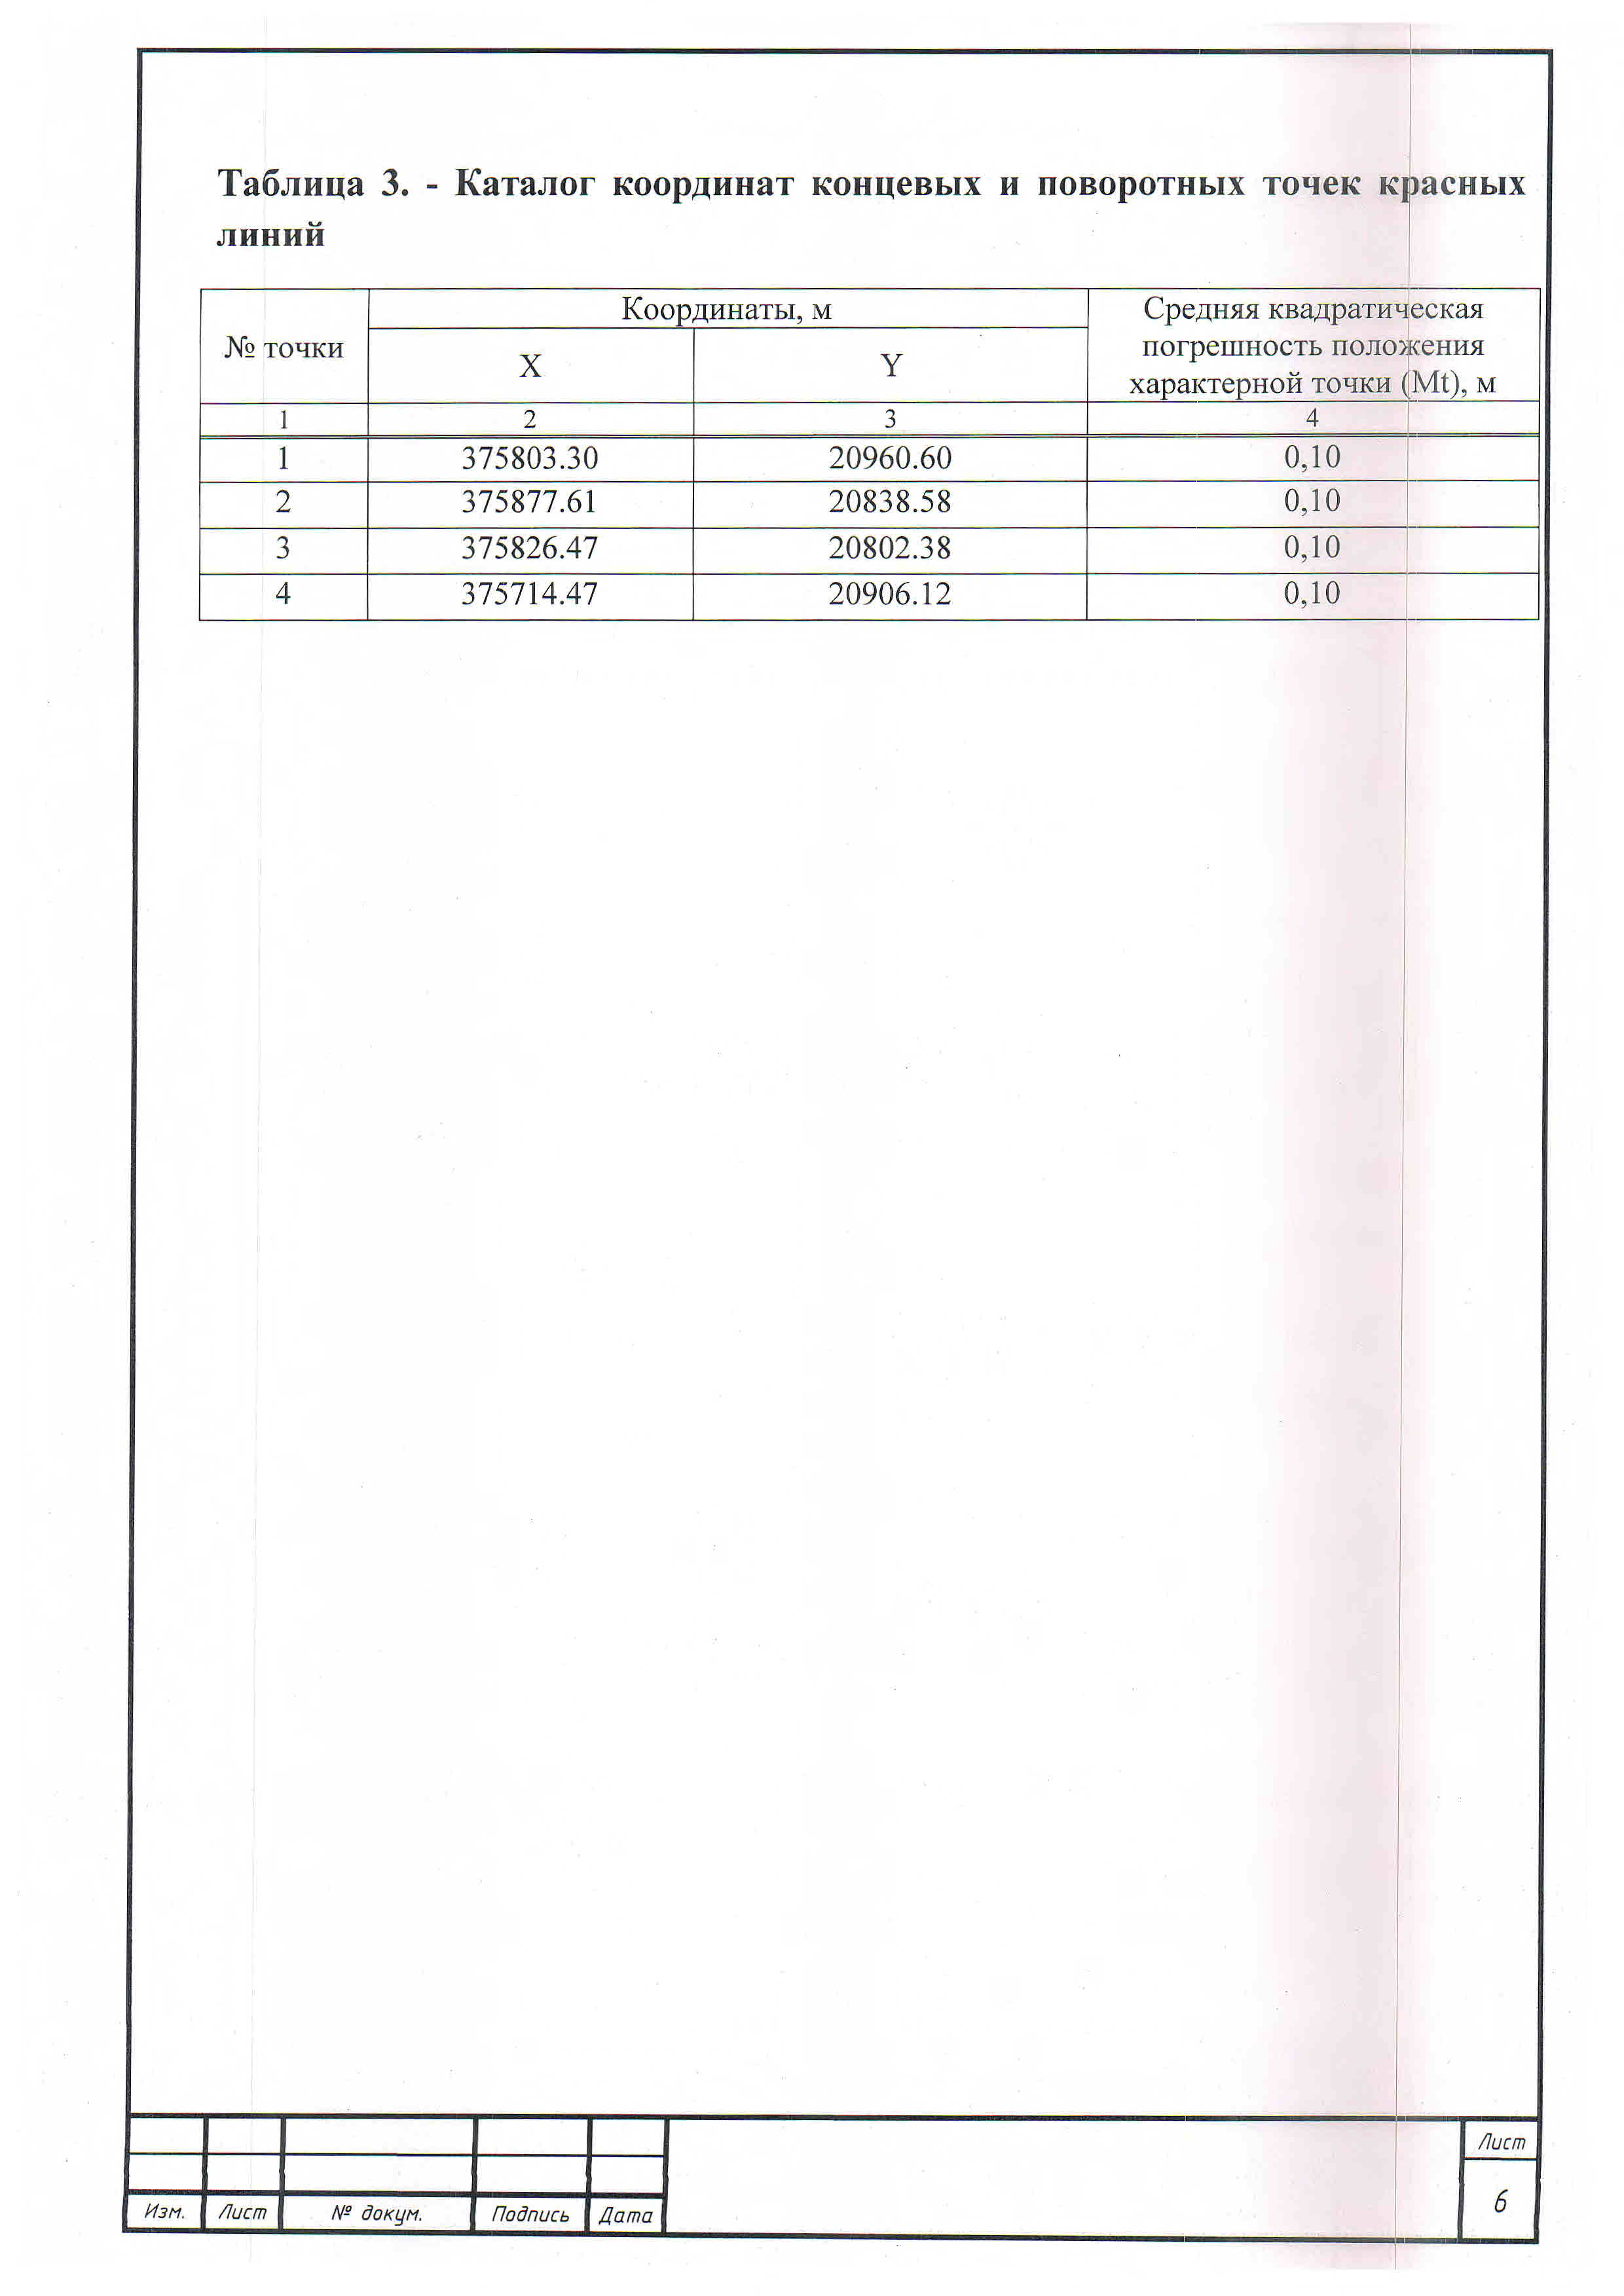 Таблица 3. - Каталог координат концевых и поворотных точек красных
линий
№ точки
Координаты, м
Средняя квадратическая
погрешность положения
характерной точки (Mt), м
X Y
1 2 3 4
1 375803.30 20960.60 0,10
2 375877.61 20838.58 0,10
3 375826.47 20802.38 0,10
4 375714.47 20906.12 0,10
Лист
6
Изм. Лист № докум. Подпись Дата